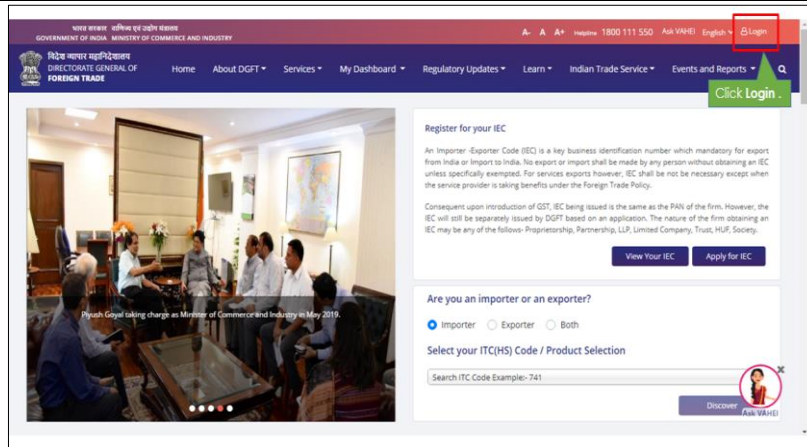 भारत सरकार वाणिज्य एवं उद्योग मंत्रालय
GOVERNMENT OF INDIA MINISTRY OF COMMERCE AND INDUSTRY
A- A A+ Helpline 1800 111 550 Ask VAHEI English Login
विदेश व्यापार महानिदेशालय
DIRECTORATE GENERAL OF
FOREIGN TRADE
Home About DGFT Services My Dashboard Regulatory Updates Learn Indian Trade Service Events and Reports
Click Login .
Register for your IEC
An Importer -Exporter Code (IEC) is a key business identification number which mandatory for export
from India or Import to India. No export or import shall be made by any person without obtaining an IEC
unless specifically exempted. For services exports however, IEC shall be not be necessary except when
the service provider is taking benefits under the Foreign Trade Policy.
Consequent upon introduction of GST, IEC being issued is the same as the PAN of the firm. However, the
IEC will still be separately issued by DGFT based on an application. The nature of the firm obtaining an
IEC may be any of the follows- Proprietorship, Partnership, LLP, Limited Company, Trust, HUF, Society.
View Your IEC Apply for IEC
Piyush Goyal taking charge as Minister of Commerce and Industry in May 2019.
Are you an importer or an exporter?
Importer Exporter Both
Select your ITC(HS) Code / Product Selection
Search ITC Code Example:- 741
Discover
Ask VAHEI